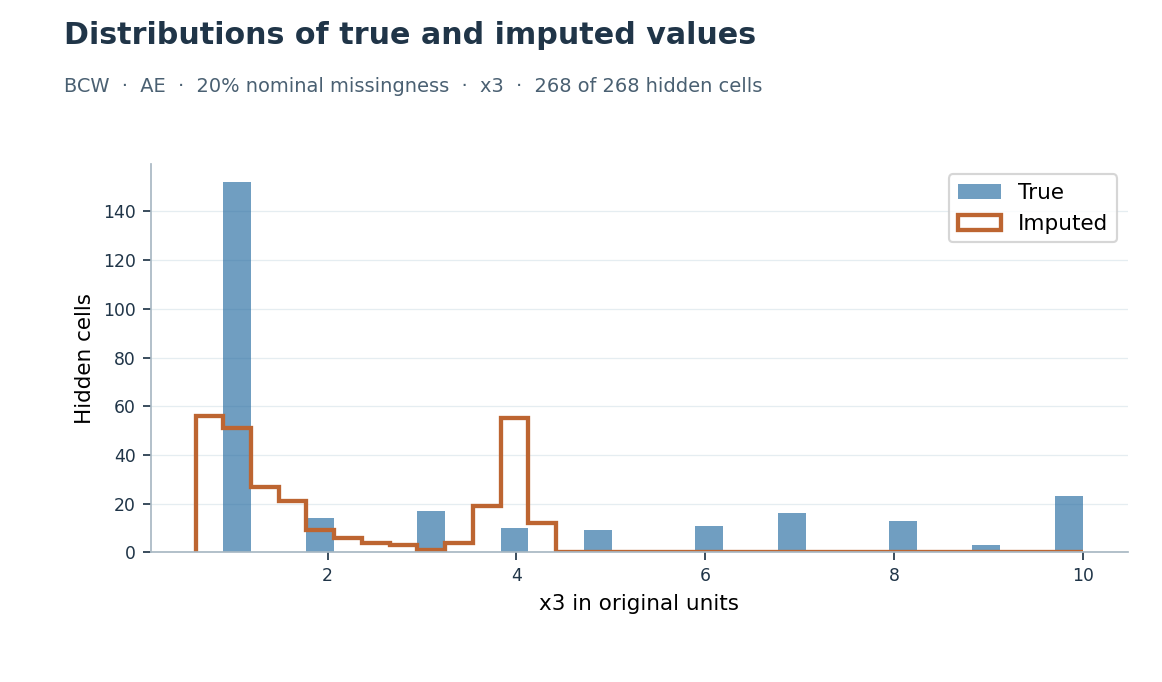 Distributions of true and imputed values
BCW · AE · 20% nominal missingness · x3 · 268 of 268 hidden cells
True
Imputed
Hidden cells
140
120
100
80
60
40
20
0
2 4 6 8 10
x3 in original units